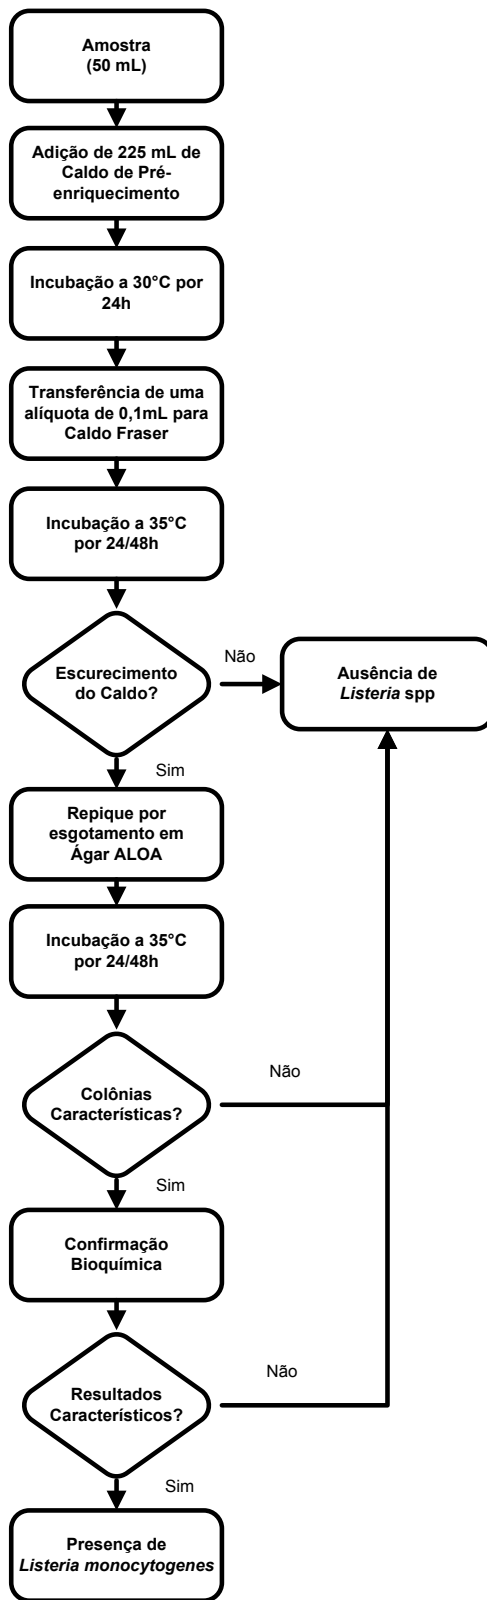 Amostra
(50 mL)
Adição de 225 mL de
Caldo de Pré-
enriquecimento
Incubação a 30°C por
24h
Transferência de uma
alíquota de 0,1mL para
Caldo Fraser
Incubação a 35°C
por 24/48h
Escurecimento
do Caldo?
Não
Ausência de
Listeria spp
Sim
Repique por
esgotamento em
Ágar ALOA
Incubação a 35°C
por 24/48h
Colônias
Características?
Não
Sim
Confirmação
Bioquímica
Resultados
Característicos?
Não
Sim
Presença de
Listeria monocytogenes